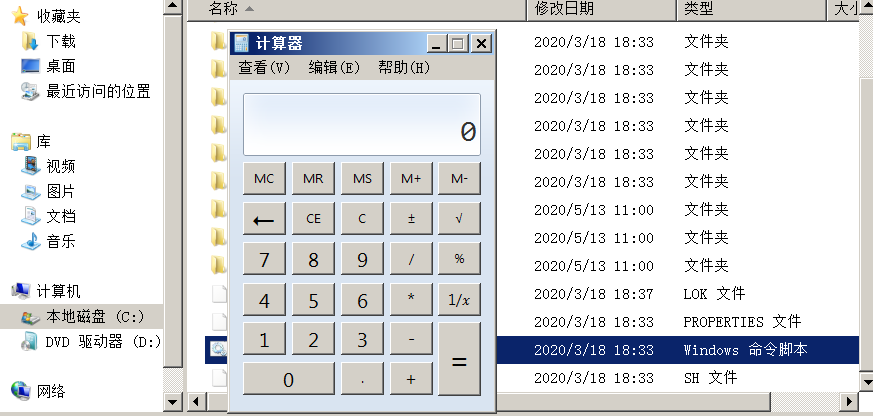 名称 修改日期 类型 大小
收藏夹
下载
桌面
最近访问的位置
库
视频
图片
文档
音乐
计算机
本地磁盘 (C:)
DVD 驱动器 (D:)
网络
计算器
查看(V) 编辑(E) 帮助(H)
0
MC MR MS M+ M-
← CE C ± √
7 8 9 / %
4 5 6 * 1/x
1 2 3 - =
0 . +
2020/3/18 18:33 文件夹
2020/3/18 18:33 文件夹
2020/3/18 18:33 文件夹
2020/3/18 18:33 文件夹
2020/3/18 18:33 文件夹
2020/3/18 18:33 文件夹
2020/5/13 11:00 文件夹
2020/5/13 11:00 文件夹
2020/5/13 11:00 文件夹
2020/3/18 18:37 LOK 文件
2020/3/18 18:33 PROPERTIES 文件
2020/3/18 18:33 Windows 命令脚本
2020/3/18 18:33 SH 文件